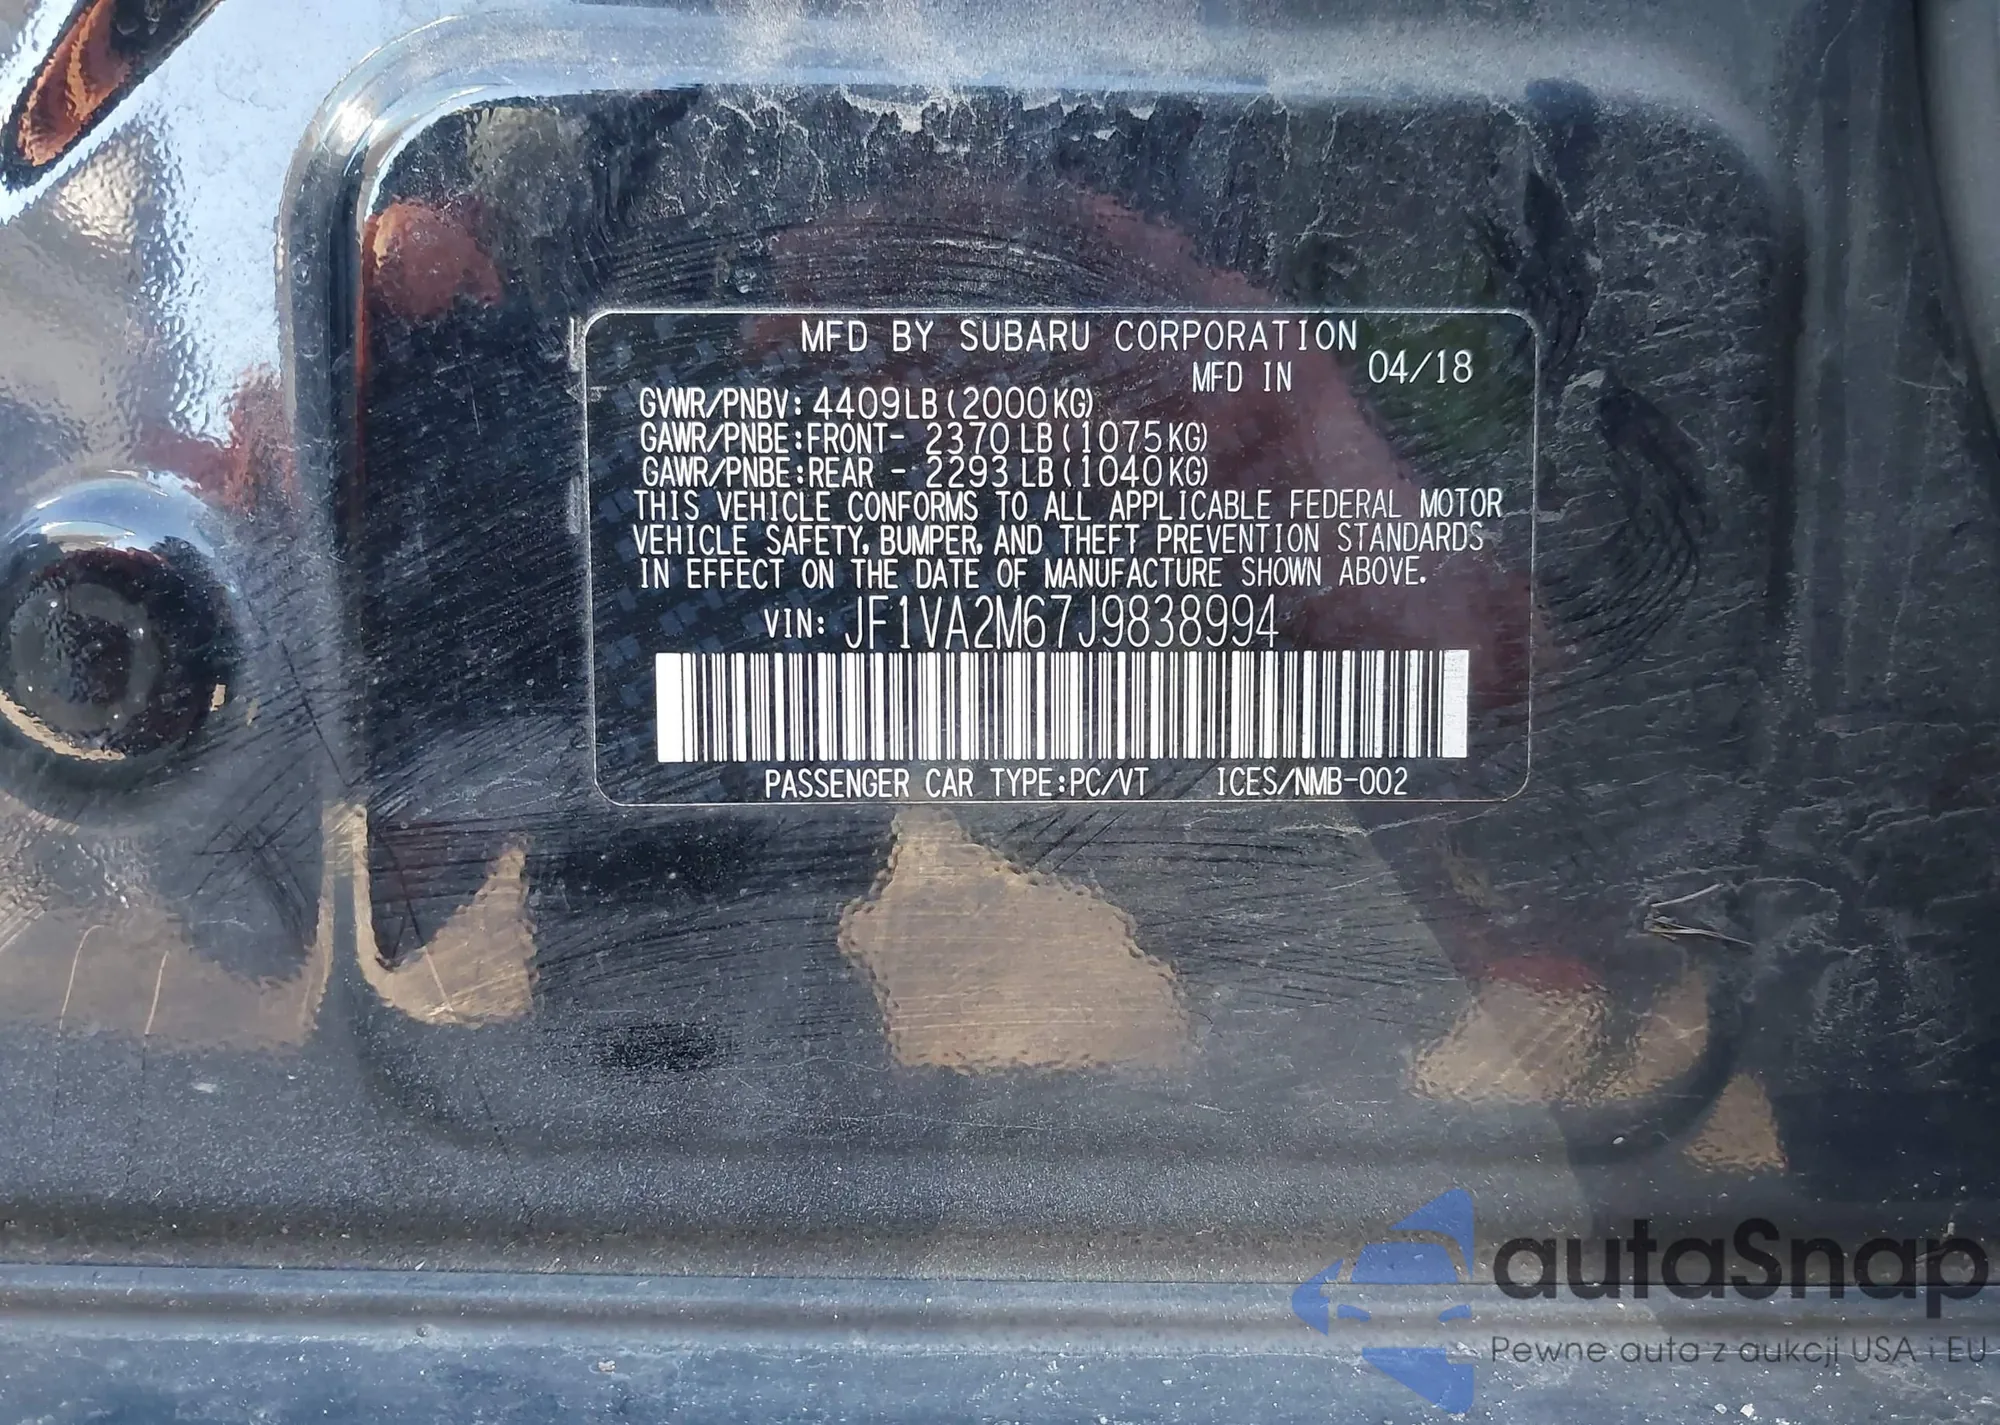 MFD BY SUBARU CORPORATION
MFD IN 04/18
GVWR/PNBV: 4409LB (2000KG)
GAWR/PNBE:FRONT- 2370 LB (1075KG)
GAWR/PNBE:REAR - 2293 LB (1040KG)
THIS VEHICLE CONFORMS TO ALL APPLICABLE FEDERAL MOTOR
VEHICLE SAFETY, BUMPER, AND THEFT PREVENTION STANDARDS
IN EFFECT ON THE DATE OF MANUFACTURE SHOWN ABOVE.
VIN: JF1VA2M67J9838994
PASSENGER CAR TYPE:PC/VT ICES/NMB-002
autaSnap
Pewne auta z aukcji USA i EU